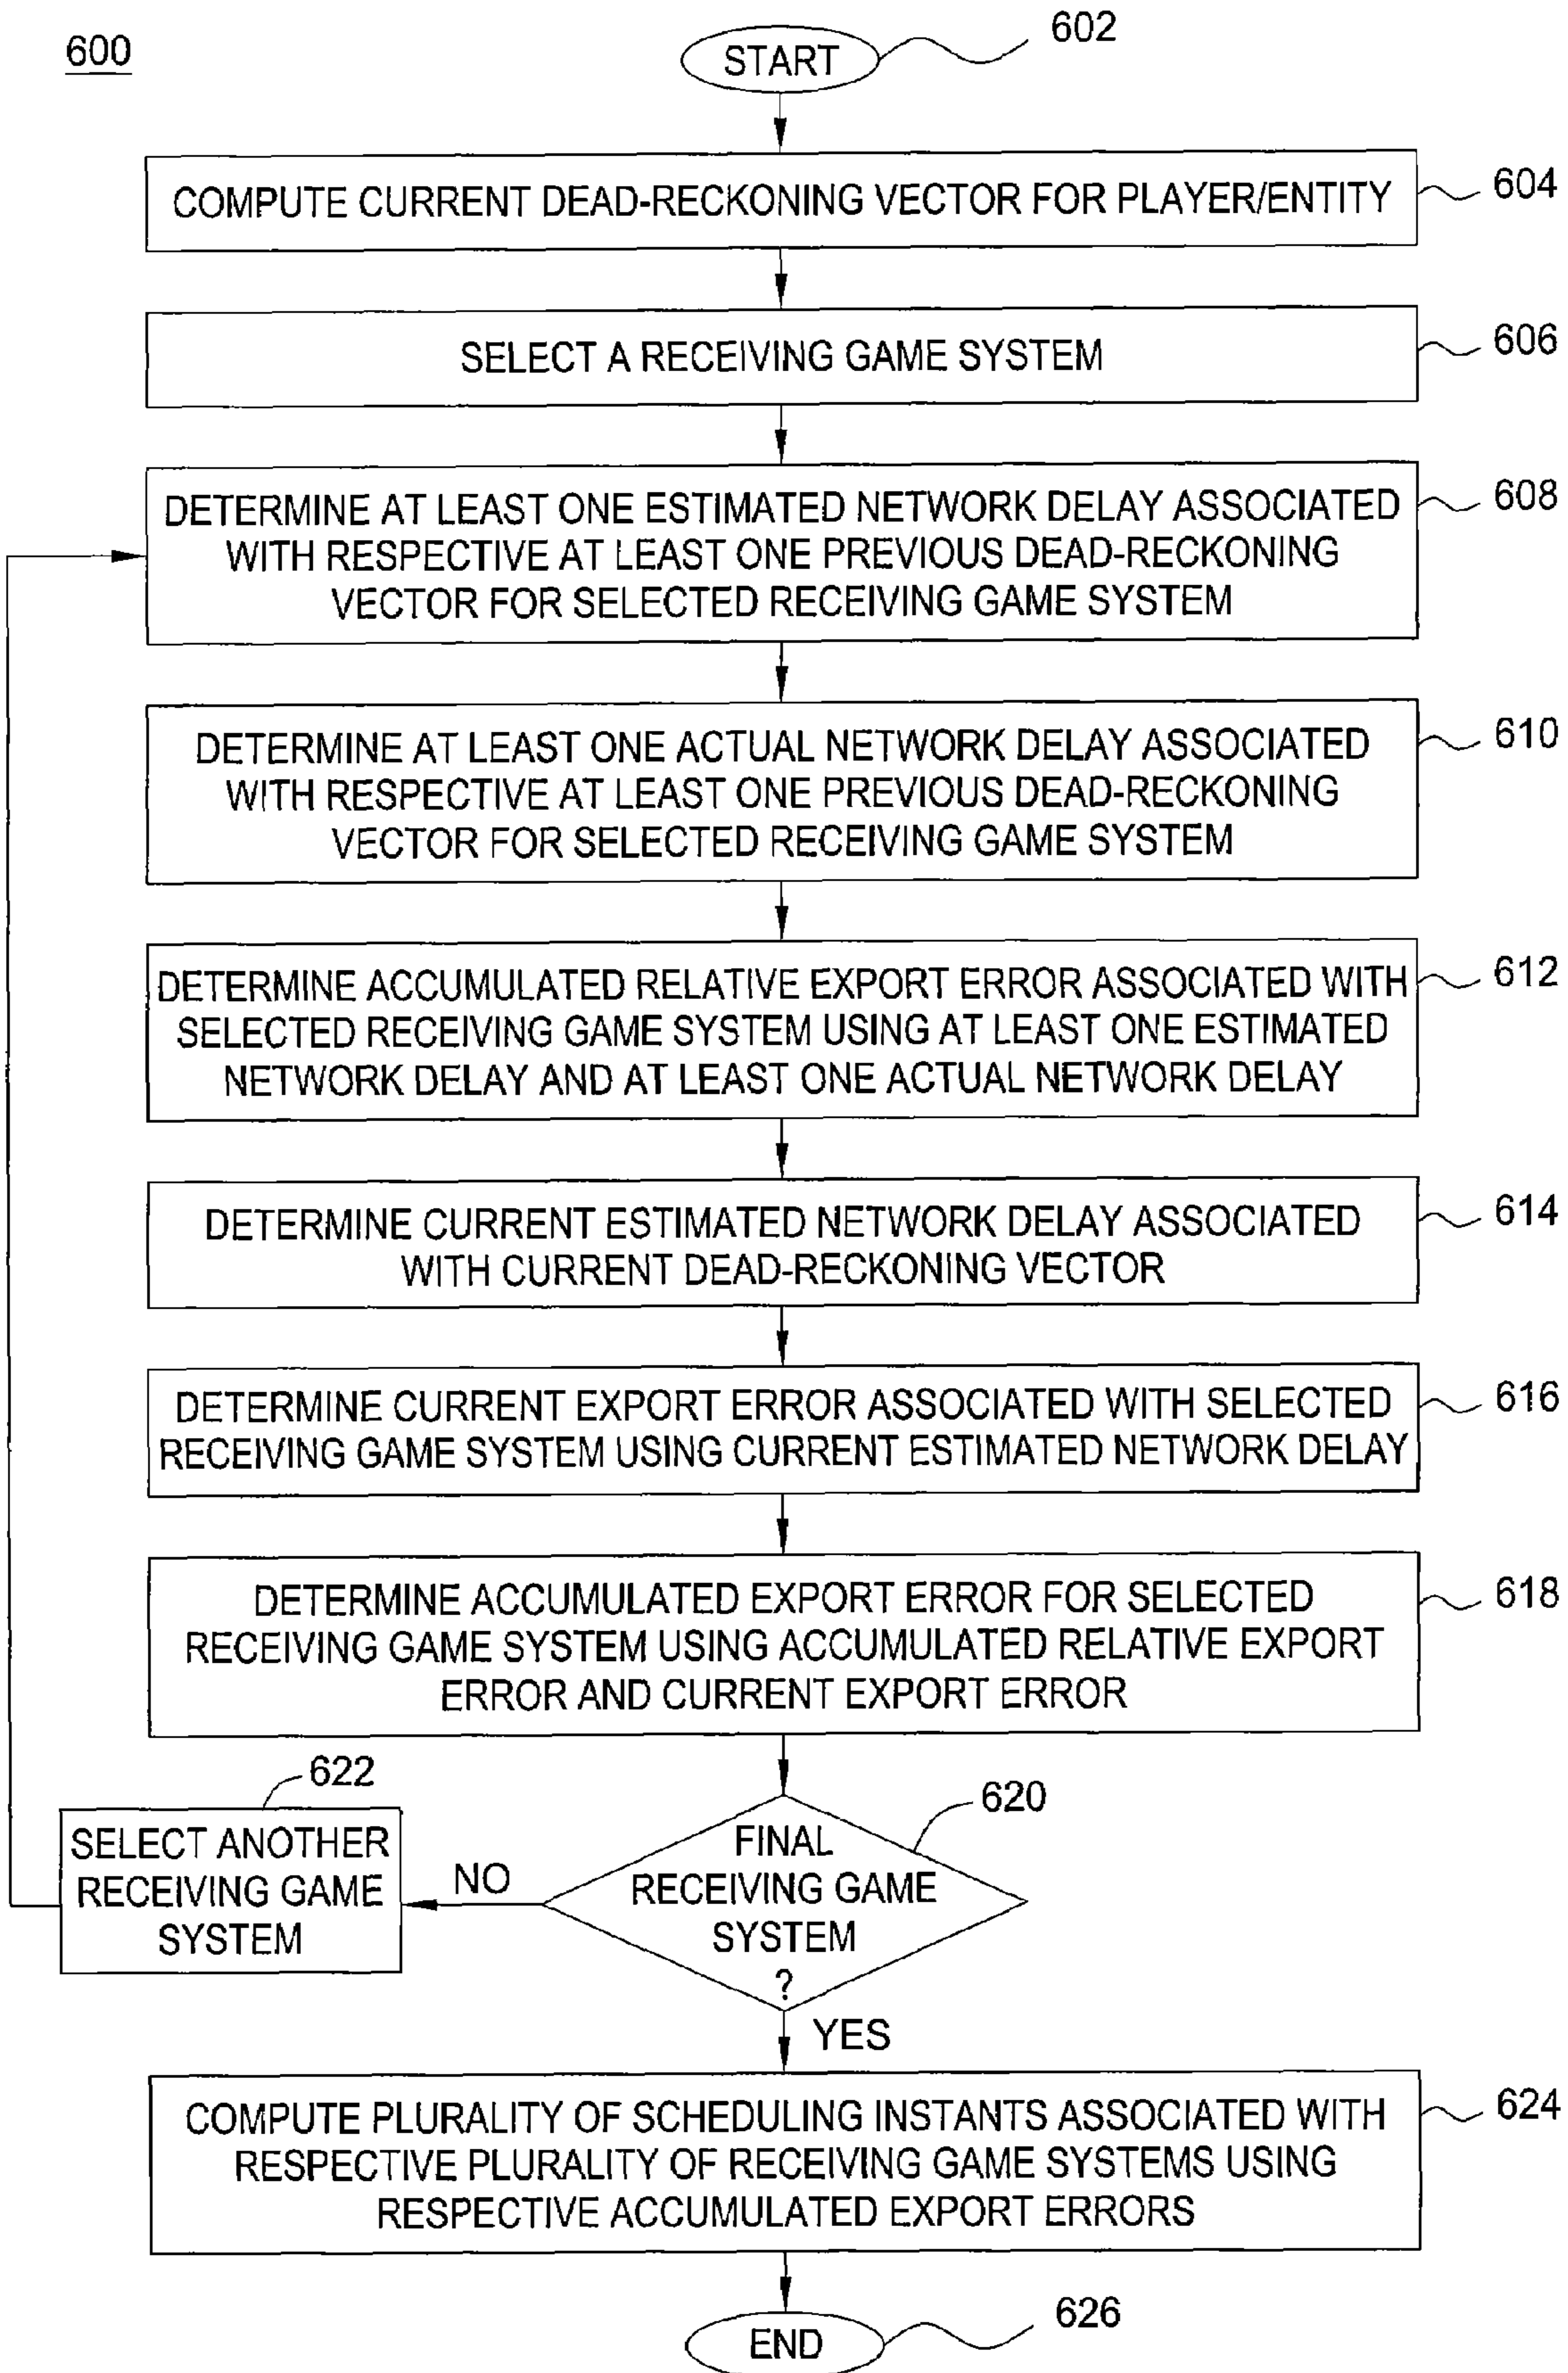 600
START
602
COMPUTE CURRENT DEAD-RECKONING VECTOR FOR PLAYER/ENTITY
604
SELECT A RECEIVING GAME SYSTEM
606
DETERMINE AT LEAST ONE ESTIMATED NETWORK DELAY ASSOCIATED
WITH RESPECTIVE AT LEAST ONE PREVIOUS DEAD-RECKONING
VECTOR FOR SELECTED RECEIVING GAME SYSTEM
608
DETERMINE AT LEAST ONE ACTUAL NETWORK DELAY ASSOCIATED
WITH RESPECTIVE AT LEAST ONE PREVIOUS DEAD-RECKONING
VECTOR FOR SELECTED RECEIVING GAME SYSTEM
610
DETERMINE ACCUMULATED RELATIVE EXPORT ERROR ASSOCIATED WITH
SELECTED RECEIVING GAME SYSTEM USING AT LEAST ONE ESTIMATED
NETWORK DELAY AND AT LEAST ONE ACTUAL NETWORK DELAY
612
DETERMINE CURRENT ESTIMATED NETWORK DELAY ASSOCIATED
WITH CURRENT DEAD-RECKONING VECTOR
614
DETERMINE CURRENT EXPORT ERROR ASSOCIATED WITH SELECTED
RECEIVING GAME SYSTEM USING CURRENT ESTIMATED NETWORK DELAY
616
DETERMINE ACCUMULATED EXPORT ERROR FOR SELECTED
RECEIVING GAME SYSTEM USING ACCUMULATED RELATIVE EXPORT
ERROR AND CURRENT EXPORT ERROR
618
622
SELECT ANOTHER
RECEIVING GAME
SYSTEM
NO
FINAL
RECEIVING GAME
SYSTEM
?
620
YES
COMPUTE PLURALITY OF SCHEDULING INSTANTS ASSOCIATED WITH
RESPECTIVE PLURALITY OF RECEIVING GAME SYSTEMS USING
RESPECTIVE ACCUMULATED EXPORT ERRORS
624
END
626